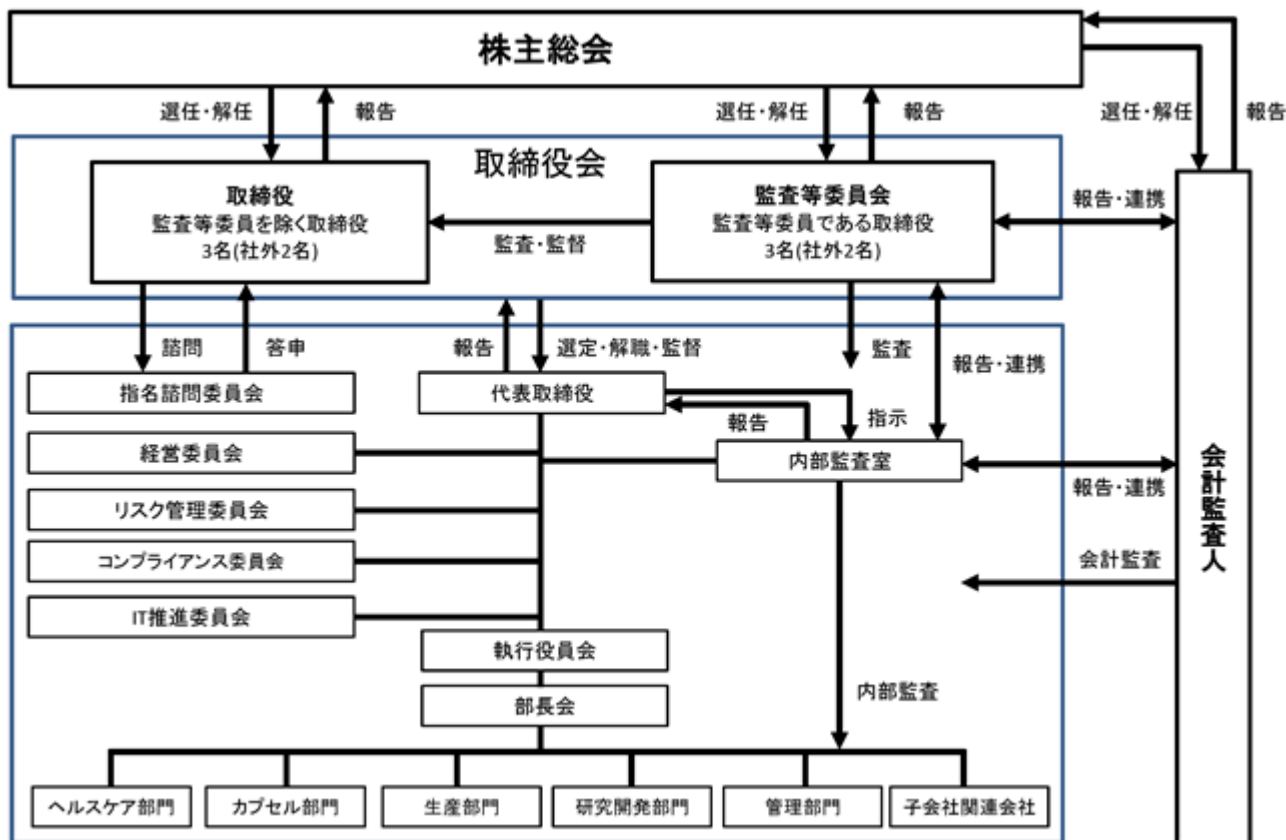 株主総会
選任・解任
報告
選任・解任
報告
選任・解任
報告
取締役会
取締役
監査等委員を除く取締役
3名(社外2名)
監査・監督
監査等委員会
監査等委員である取締役
3名(社外2名)
報告・連携
諮問
答申
報告
選定・解職・監督
監査
報告・連携
指名諮問委員会
代表取締役
報告
指示
経営委員会
内部監査室
報告・連携
リスク管理委員会
コンプライアンス委員会
会計監査
IT推進委員会
会計監査人
執行役員会
部長会
内部監査
ヘルスケア部門
カプセル部門
生産部門
研究開発部門
管理部門
子会社関連会社